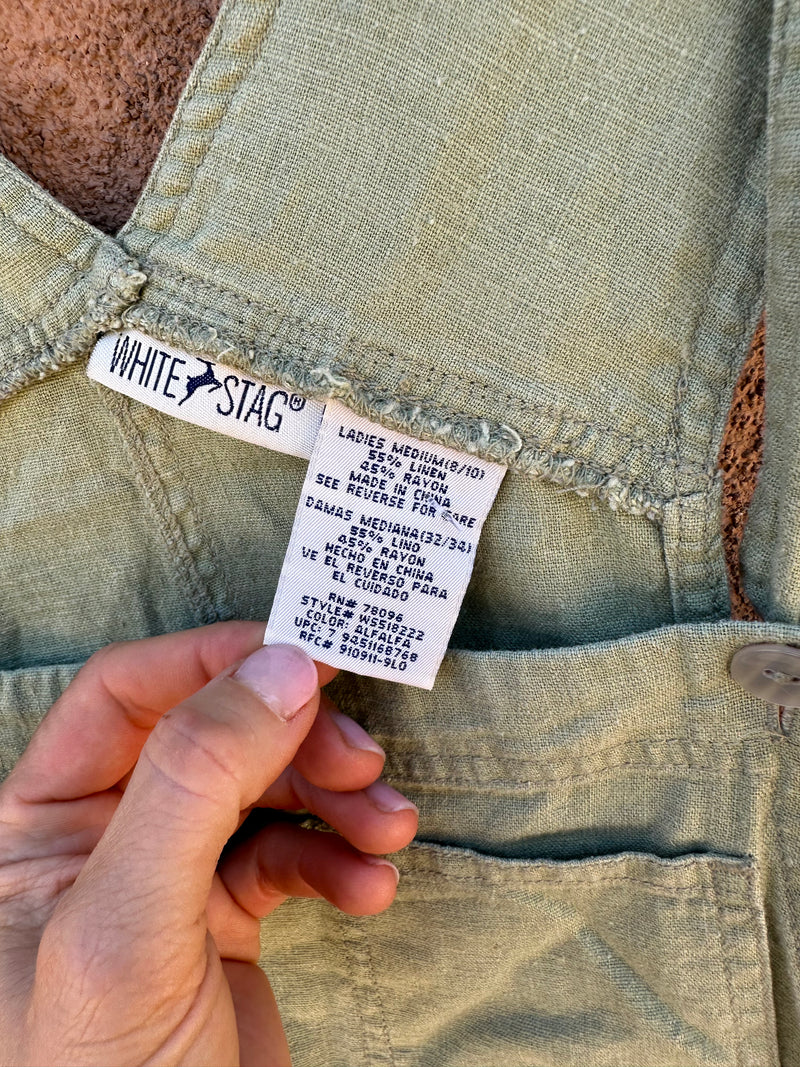 WHITE STAG®
LADIES MEDIUM(8/10)
55% LINEN
45% RAYON
MADE IN CHINA
SEE REVERSE FOR CARE
DAMAS MEDIANA(32/34)
55% LINO
45% RAYON
HECHO EN CHINA
VE EL REVERSO PARA
EL CUIDADO
RN# 78096
STYLE# WS518222
COLOR: ALFALFA
UPC: 7 9451168768
RFC# 910911-9L0